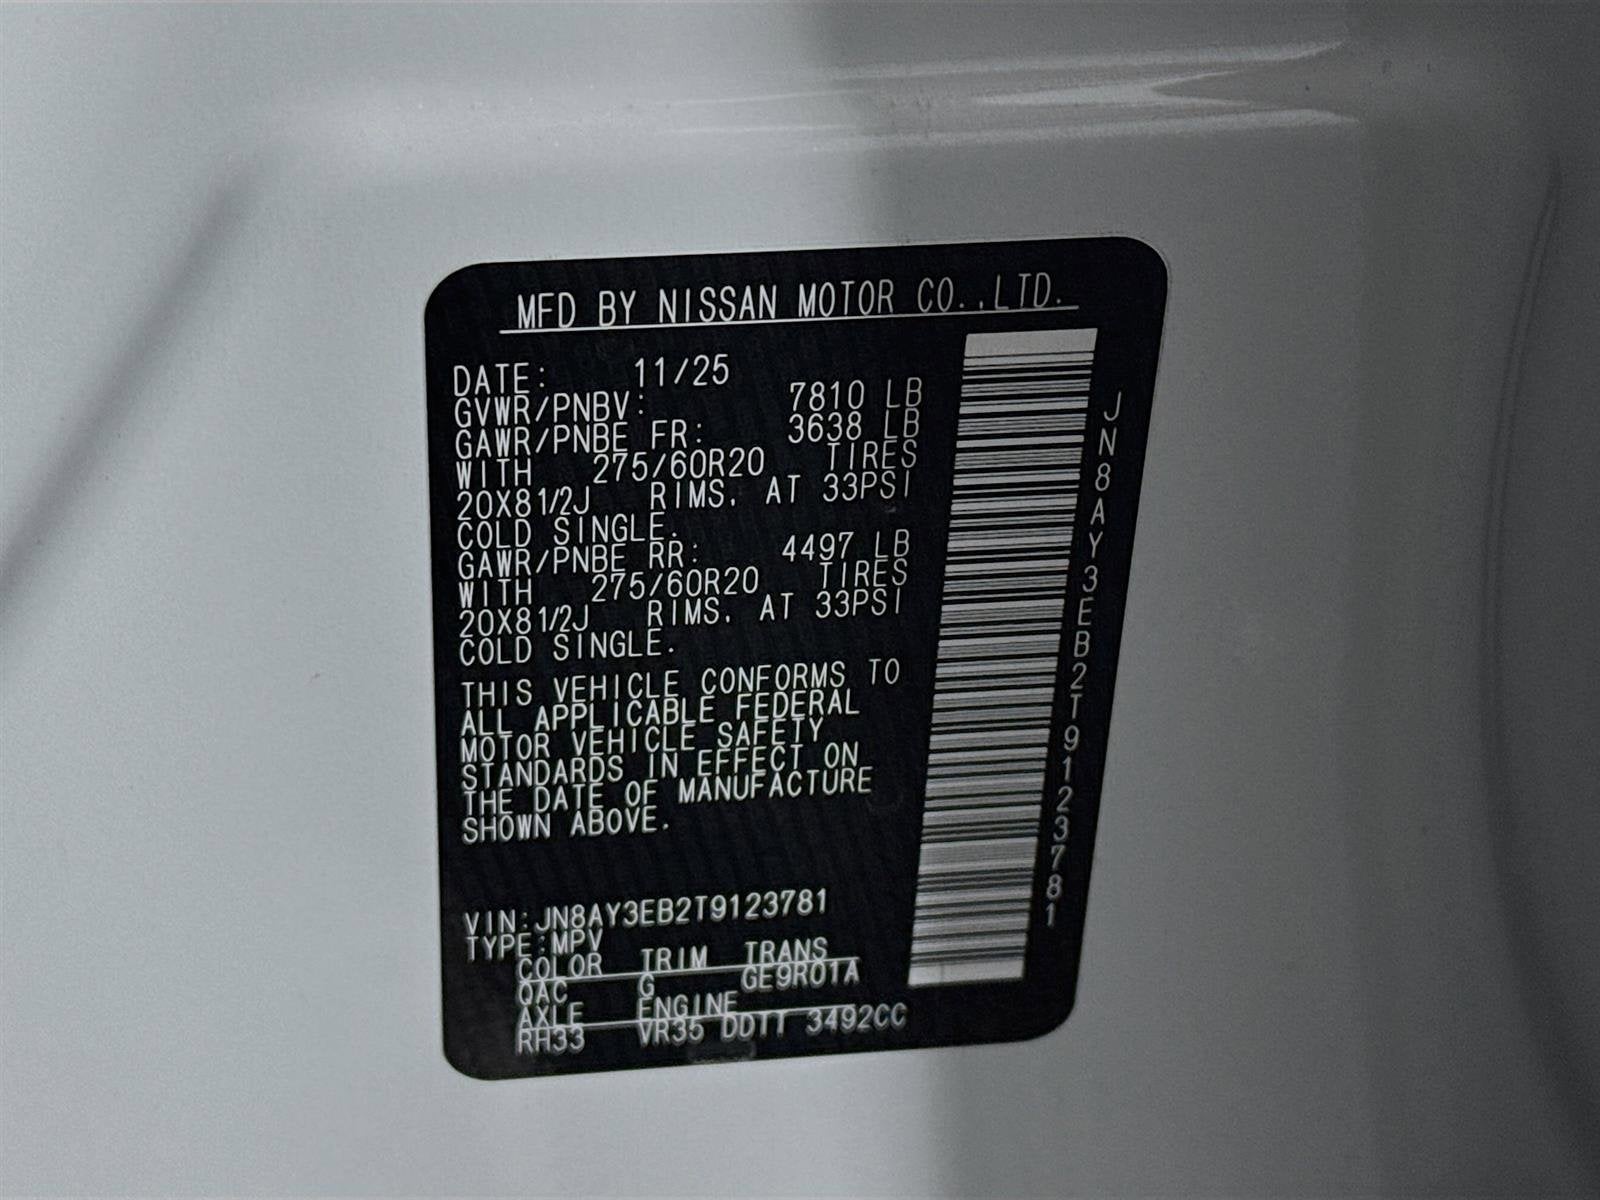 MFD BY NISSAN MOTOR CO.,LTD.
DATE: 11/25
GVWR/PNBV: 7810 LB
GAWR/PNBE FR: 3638 LB
WITH 275/60R20 TIRES
20X81/2J RIMS, AT 33PSI
COLD SINGLE.
GAWR/PNBE RR: 4497 LB
WITH 275/60R20 TIRES
20X81/2J RIMS, AT 33PSI
COLD SINGLE.
THIS VEHICLE CONFORMS TO
ALL APPLICABLE FEDERAL
MOTOR VEHICLE SAFETY
STANDARDS IN EFFECT ON
THE DATE OF MANUFACTURE
SHOWN ABOVE.
VIN:JN8AY3EB2T9123781
TYPE:MPV
COLOR TRIM TRANS
QAC G GE9R01A
AXLE ENGINE
RH33 VR35 DDTT 3492CC
JN8AY3EB2T9123781